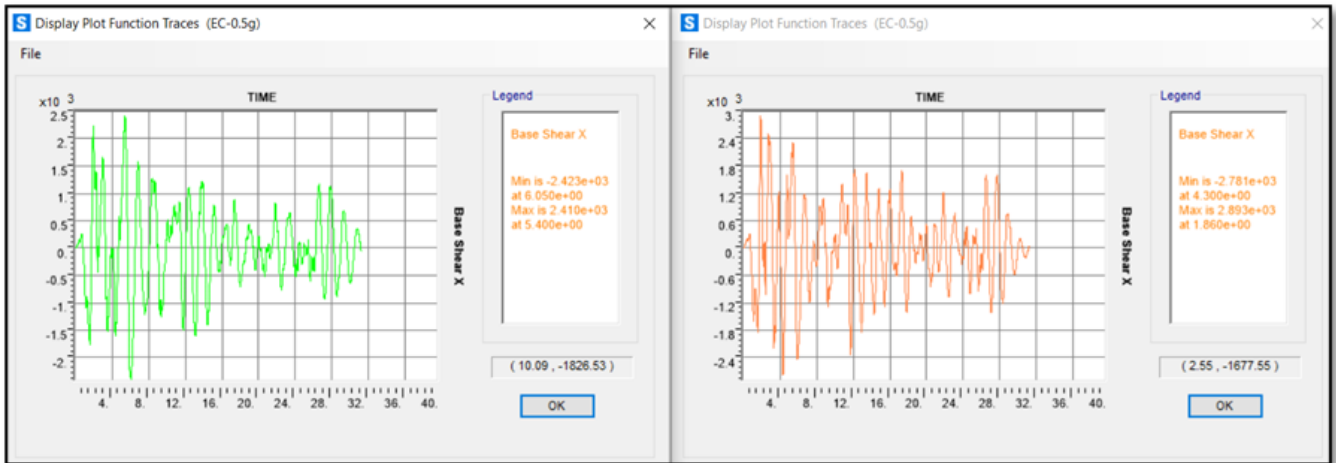 S Display Plot Function Traces (EC-0.5g)
File
TIME
x10 3
2.5
2.
1.5
1.
0.5
0.
-0.5
-1.
-1.5
-2.
4. 8. 12. 16. 20. 24. 28. 32. 36. 40.
Base Shear X
Legend
Base Shear X
Min is -2.423e+03
at 6.050e+00
Max is 2.410e+03
at 5.400e+00
( 10.09 , -1826.53 )
OK
S Display Plot Function Traces (EC-0.5g)
File
TIME
x10 3
3.
2.4
1.8
1.2
0.6
0.
-0.6
-1.2
-1.8
-2.4
4. 8. 12. 16. 20. 24. 28. 32. 36. 40.
Base Shear X
Legend
Base Shear X
Min is -2.781e+03
at 4.300e+00
Max is 2.893e+03
at 1.860e+00
( 2.55 , -1677.55 )
OK